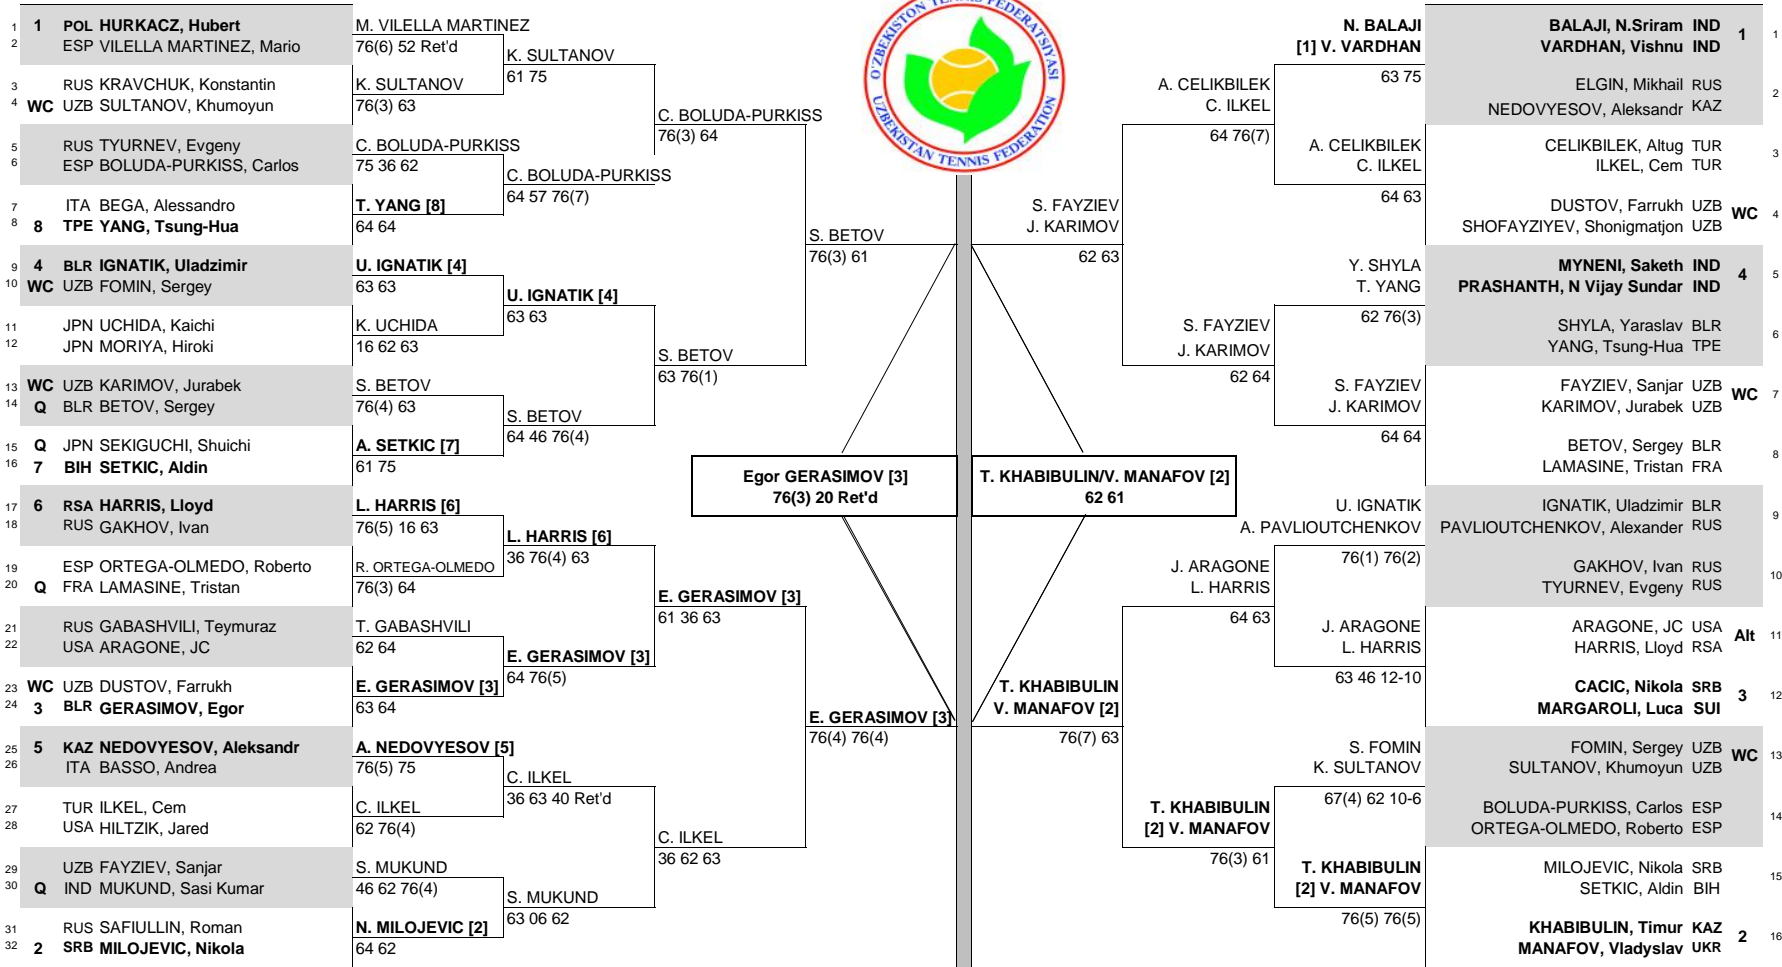 1 1 POL HURKACZ, Hubert
2 ESP VILELLA MARTINEZ, Mario
3 RUS KRAVCHUK, Konstantin
4 WC UZB SULTANOV, Khumoyun
5 RUS TYURNEV, Evgeny
6 ESP BOLUDA-PURKISS, Carlos
7 ITA BEGA, Alessandro
8 8 TPE YANG, Tsung-Hua
9 4 BLR IGNATIK, Uladzimir
10 WC UZB FOMIN, Sergey
11 JPN UCHIDA, Kaichi
12 JPN MORIYA, Hiroki
13 WC UZB KARIMOV, Jurabek
14 Q BLR BETOV, Sergey
15 Q JPN SEKIGUCHI, Shuichi
16 7 BIH SETKIC, Aldin
17 6 RSA HARRIS, Lloyd
18 RUS GAKHOV, Ivan
19 ESP ORTEGA-OLMEDO, Roberto
20 Q FRA LAMASINE, Tristan
21 RUS GABASHVILI, Teymuraz
22 USA ARAGONE, JC
23 WC UZB DUSTOV, Farrukh
24 3 BLR GERASIMOV, Egor
25 5 KAZ NEDOVYESOV, Aleksandr
26 ITA BASSO, Andrea
27 TUR ILKEL, Cem
28 USA HILTZIK, Jared
29 UZB FAYZIEV, Sanjar
30 Q IND MUKUND, Sasi Kumar
31 RUS SAFIULLIN, Roman
32 2 SRB MILOJEVIC, Nikola
M. VILELLA MARTINEZ
76(6) 52 Ret'd
K. SULTANOV
76(3) 63
C. BOLUDA-PURKISS
75 36 62
T. YANG [8]
64 64
U. IGNATIK [4]
63 63
K. UCHIDA
16 62 63
S. BETOV
76(4) 63
A. SETKIC [7]
61 75
L. HARRIS [6]
76(5) 16 63
R. ORTEGA-OLMEDO
76(3) 64
T. GABASHVILI
62 64
E. GERASIMOV [3]
63 64
A. NEDOVYESOV [5]
76(5) 75
C. ILKEL
62 76(4)
S. MUKUND
46 62 76(4)
N. MILOJEVIC [2]
64 62
K. SULTANOV
61 75
C. BOLUDA-PURKISS
64 57 76(7)
U. IGNATIK [4]
63 63
S. BETOV
64 46 76(4)
L. HARRIS [6]
36 76(4) 63
E. GERASIMOV [3]
64 76(5)
C. ILKEL
36 63 40 Ret'd
S. MUKUND
63 06 62
C. BOLUDA-PURKISS
76(3) 64
S. BETOV
63 76(1)
E. GERASIMOV [3]
61 36 63
C. ILKEL
36 62 63
S. BETOV
76(3) 61
E. GERASIMOV [3]
76(4) 76(4)
Egor GERASIMOV [3]
76(3) 20 Ret'd
O'ZBEKISTON TENNIS FEDERATSIYASI
UZBEKISTAN TENNIS FEDERATION
T. KHABIBULIN/V. MANAFOV [2]
62 61
S. FAYZIEV
J. KARIMOV
62 63
T. KHABIBULIN
V. MANAFOV [2]
76(7) 63
A. CELIKBILEK
C. ILKEL
64 76(7)
S. FAYZIEV
J. KARIMOV
62 64
J. ARAGONE
L. HARRIS
64 63
T. KHABIBULIN
[2] V. MANAFOV
76(3) 61
N. BALAJI
[1] V. VARDHAN
63 75
A. CELIKBILEK
C. ILKEL
64 63
Y. SHYLA
T. YANG
62 76(3)
S. FAYZIEV
J. KARIMOV
64 64
U. IGNATIK
A. PAVLIOUTCHENKOV
76(1) 76(2)
J. ARAGONE
L. HARRIS
63 46 12-10
S. FOMIN
K. SULTANOV
67(4) 62 10-6
T. KHABIBULIN
[2] V. MANAFOV
76(5) 76(5)
BALAJI, N.Sriram IND
VARDHAN, Vishnu IND
1 1
ELGIN, Mikhail RUS
NEDOVYESOV, Aleksandr KAZ
2
CELIKBILEK, Altug TUR
ILKEL, Cem TUR
3
DUSTOV, Farrukh UZB
SHOFAYZIYEV, Shonigmatjon UZB
WC 4
MYNENI, Saketh IND
PRASHANTH, N Vijay Sundar IND
4 5
SHYLA, Yaraslav BLR
YANG, Tsung-Hua TPE
6
FAYZIEV, Sanjar UZB
KARIMOV, Jurabek UZB
WC 7
BETOV, Sergey BLR
LAMASINE, Tristan FRA
8
IGNATIK, Uladzimir BLR
PAVLIOUTCHENKOV, Alexander RUS
9
GAKHOV, Ivan RUS
TYURNEV, Evgeny RUS
10
ARAGONE, JC USA
HARRIS, Lloyd RSA
Alt 11
CACIC, Nikola SRB
MARGAROLI, Luca SUI
3 12
FOMIN, Sergey UZB
SULTANOV, Khumoyun UZB
WC 13
BOLUDA-PURKISS, Carlos ESP
ORTEGA-OLMEDO, Roberto ESP
14
MILOJEVIC, Nikola SRB
SETKIC, Aldin BIH
15
KHABIBULIN, Timur KAZ
MANAFOV, Vladyslav UKR
2 16